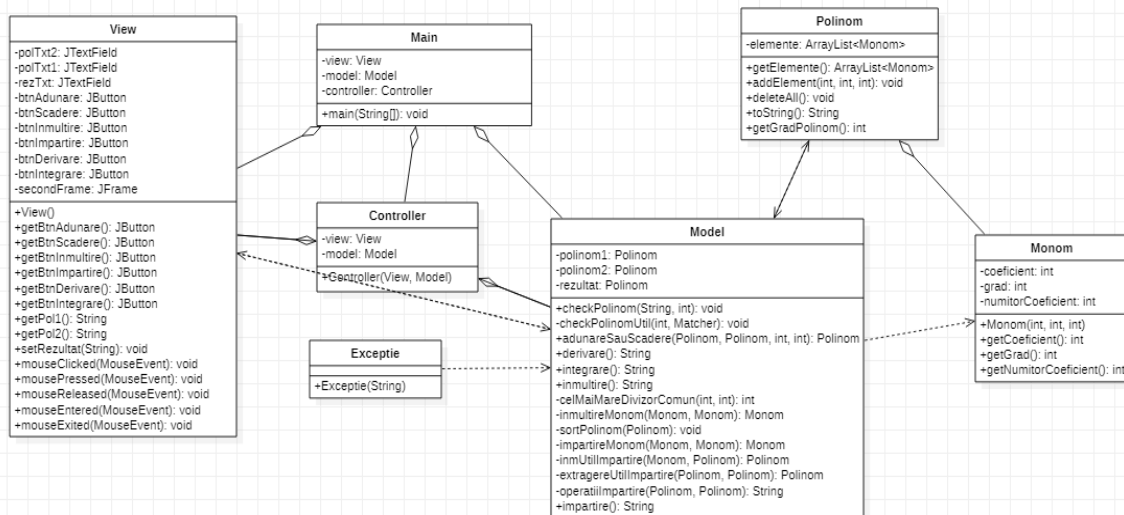 View
-polTxt2: JTextField
-polTxt1: JTextField
-rezTxt: JTextField
-btnAdunare: JButton
-btnScadere: JButton
-btnInmultire: JButton
-btnImpartire: JButton
-btnDerivare: JButton
-btnIntegrare: JButton
-secondFrame: JFrame
+View()
+getBtnAdunare(): JButton
+getBtnScadere(): JButton
+getBtnInmultire(): JButton
+getBtnImpartire(): JButton
+getBtnDerivare(): JButton
+getBtnIntegrare(): JButton
+getPol1(): String
+getPol2(): String
+setRezultat(String): void
+mouseClicked(MouseEvent): void
+mousePressed(MouseEvent): void
+mouseReleased(MouseEvent): void
+mouseEntered(MouseEvent): void
+mouseExited(MouseEvent): void
Main
-view: View
-model: Model
-controller: Controller
+main(String[]): void
Controller
-view: View
-model: Model
+Controller(View, Model)
Exceptie
+Exceptie(String)
Polinom
-elemente: ArrayList<Monom>
+getElemente(): ArrayList<Monom>
+addElement(int, int, int): void
+deleteAll(): void
+toString(): String
+getGradPolinom(): int
Model
-polinom1: Polinom
-polinom2: Polinom
-rezultat: Polinom
+checkPolinom(String, int): void
-checkPolinomUtil(int, Matcher): void
+adunareSauScadere(Polinom, Polinom, int, int): Polinom
+derivare(): String
+integrare(): String
+inmultire(): String
-celMaiMareDivizorComun(int, int): int
-inmultireMonom(Monom, Monom): Monom
-sortPolinom(Polinom): void
-impartireMonom(Monom, Monom): Monom
-inmUtilImpartire(Monom, Polinom): Polinom
-extragereUtilImpartire(Polinom, Polinom): Polinom
-operatiiImpartire(Polinom, Polinom): String
+impartire(): String
Monom
-coeficient: int
-grad: int
-numitorCoeficient: int
+Monom(int, int, int)
+getCoeficient(): int
+getGrad(): int
+getNumitorCoeficient(): int